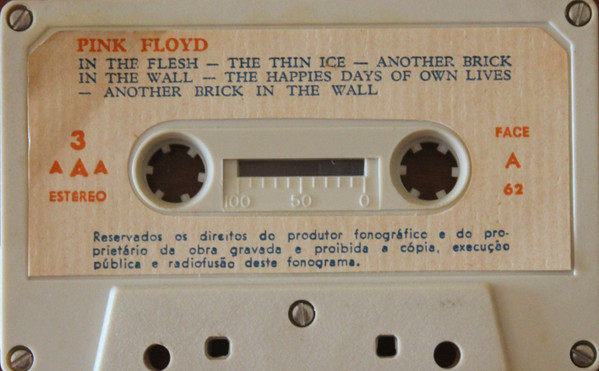 PINK FLOYD
IN THE FLESH — THE THIN ICE — ANOTHER BRICK
IN THE WALL — THE HAPPIES DAYS OF OWN LIVES
— ANOTHER BRICK IN THE WALL
3
AAA
ESTÉREO
FACE
A
62
100 50 0
Reservados os direitos do produtor fonográfico e do pro-
prietário da obra gravada e proibida a cópia, execução
pública e radiofusão deste fonograma.